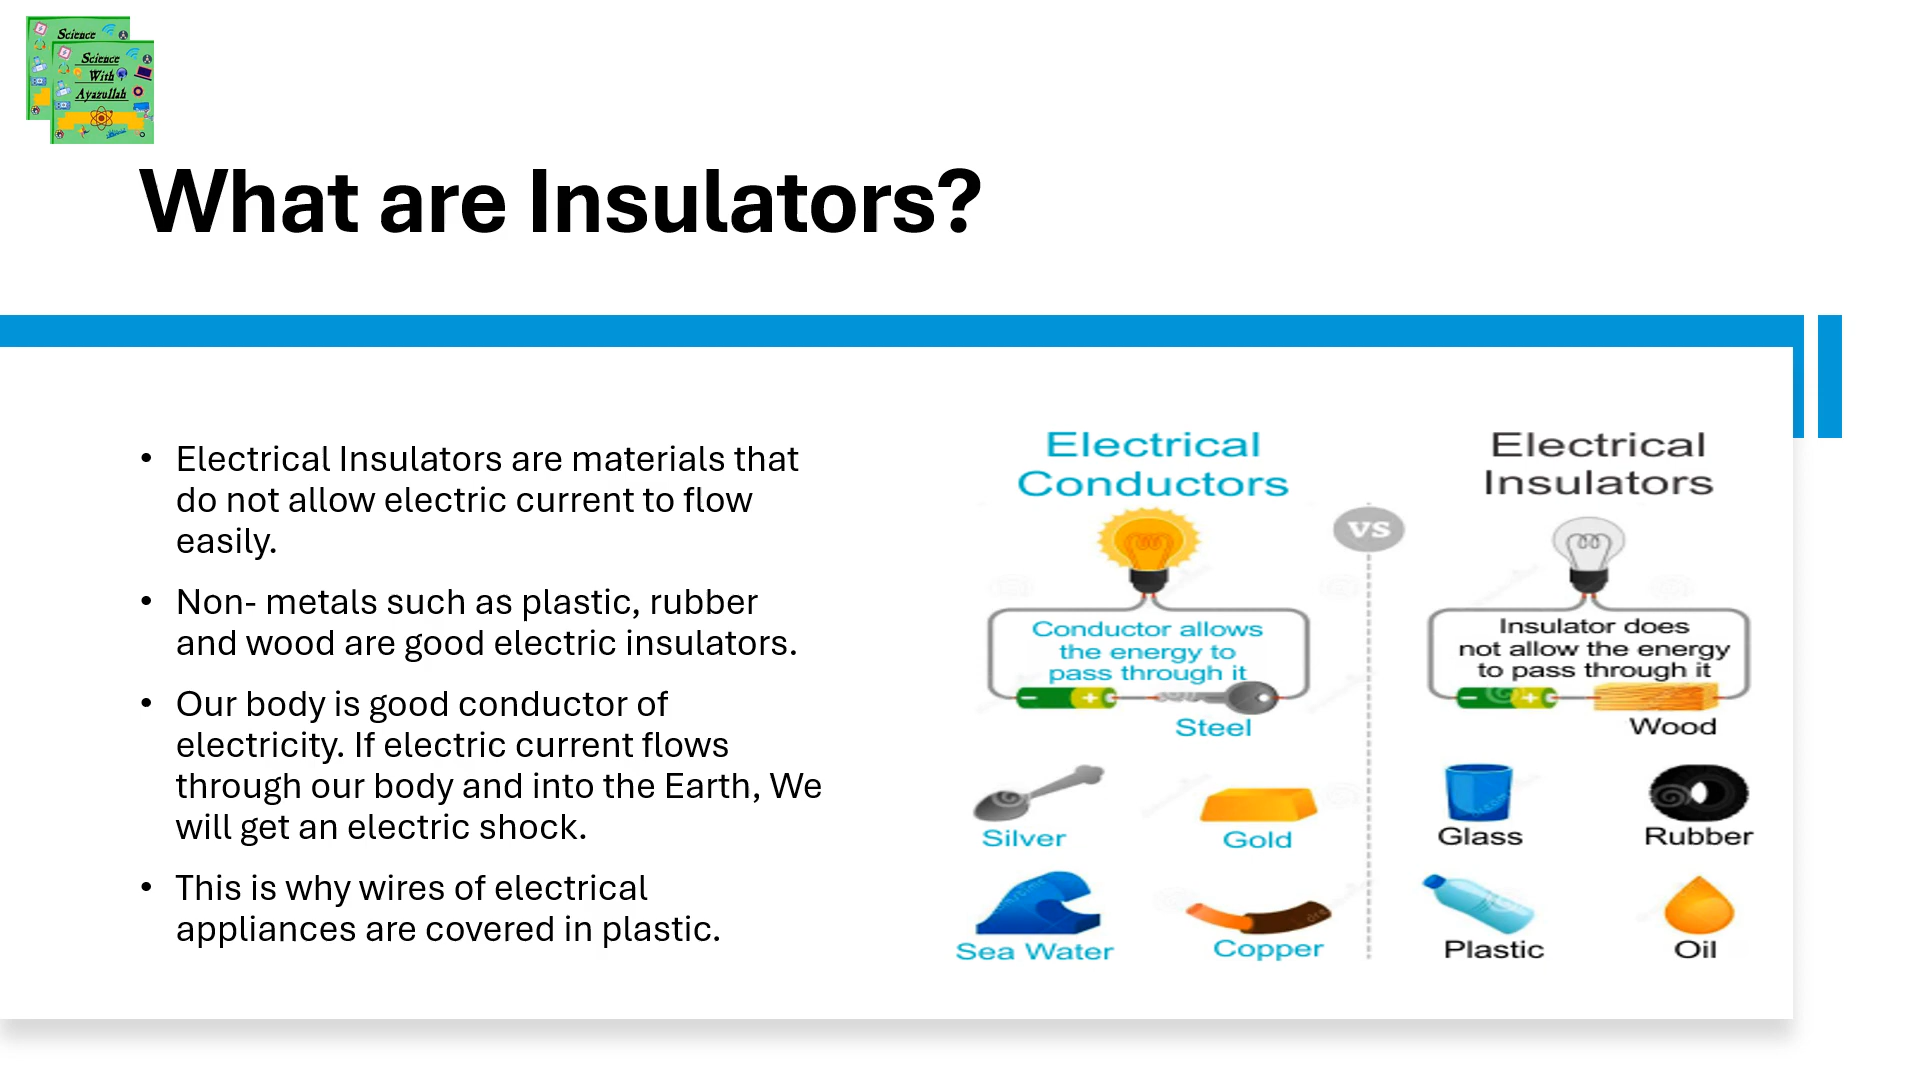 Science
Science
With
Ayazullah
What are Insulators?
• Electrical Insulators are materials that
do not allow electric current to flow
easily.
• Non- metals such as plastic, rubber
and wood are good electric insulators.
• Our body is good conductor of
electricity. If electric current flows
through our body and into the Earth, We
will get an electric shock.
• This is why wires of electrical
appliances are covered in plastic.
Electrical
Conductors
VS
Electrical
Insulators
Conductor allows
the energy to
pass through it
- +
Steel
Silver
Gold
Sea Water
Copper
Insulator does
not allow the energy
to pass through it
- +
Wood
Glass
Rubber
Plastic
Oil